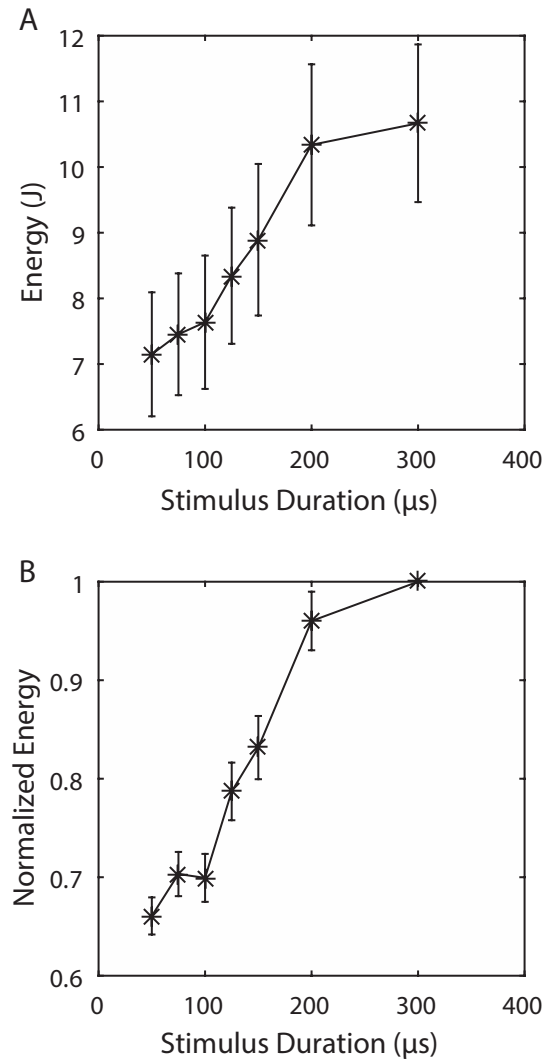 A
12
11
10
9
8
7
6
Energy (J)
0 100 200 300 400
Stimulus Duration (µs)
B
1
0.9
0.8
0.7
0.6
Normalized Energy
0 100 200 300 400
Stimulus Duration (µs)